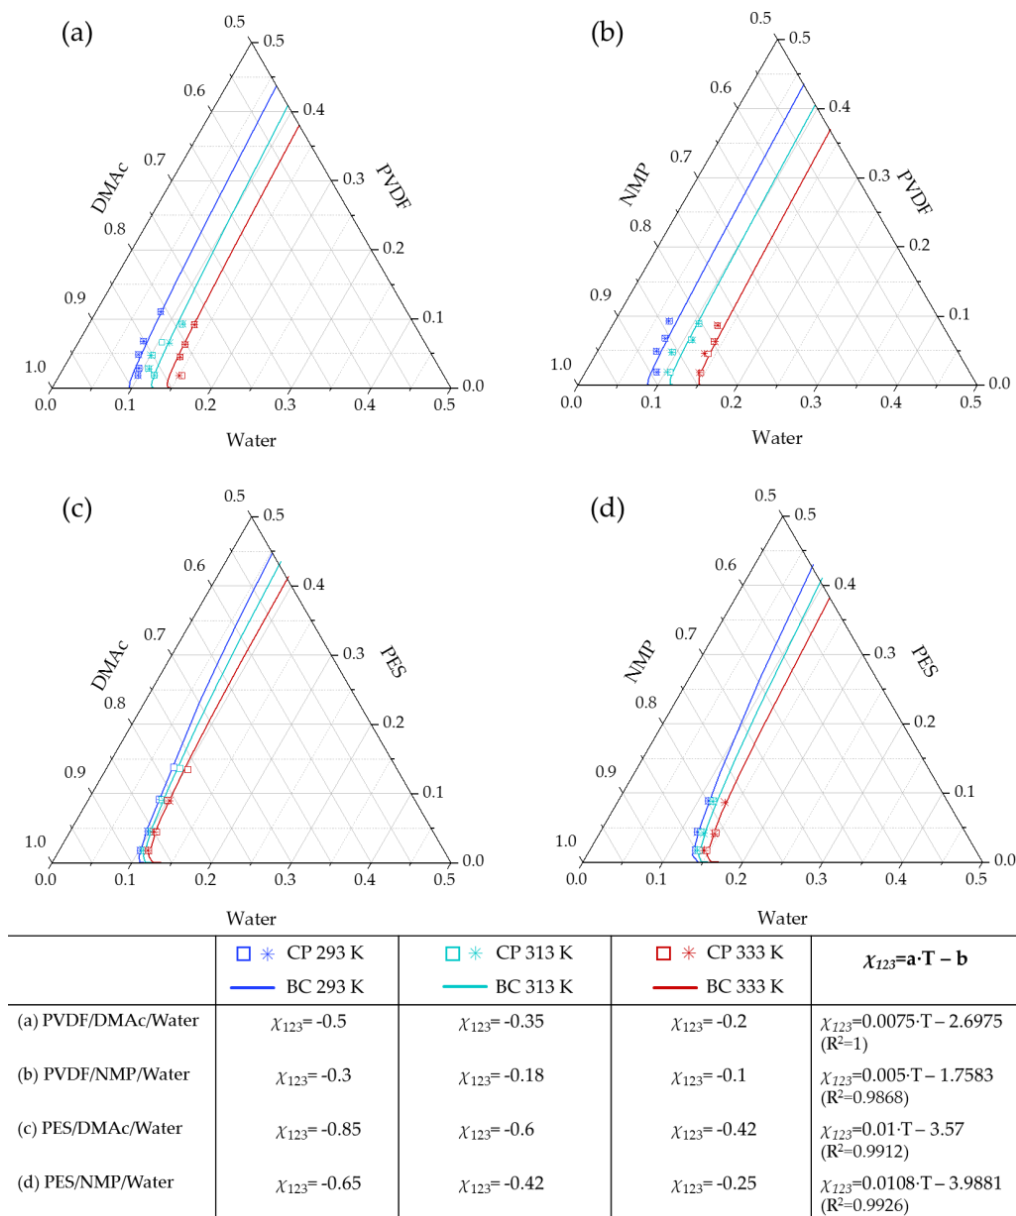 (a)
0.5
0.5
0.6
0.4
0.7
DMAc
PVDF
0.3
0.8
0.2
0.9
0.1
1.0
0.0
0.0
0.1
0.2
0.3
0.4
0.5
Water
(b)
0.5
0.5
0.6
0.4
0.7
NMP
PVDF
0.3
0.8
0.2
0.9
0.1
1.0
0.0
0.0
0.1
0.2
0.3
0.4
0.5
Water
(c)
0.5
0.5
0.6
0.4
0.7
DMAc
PES
0.3
0.8
0.2
0.9
0.1
1.0
0.0
0.0
0.1
0.2
0.3
0.4
0.5
Water
(d)
0.5
0.5
0.6
0.4
0.7
NMP
PES
0.3
0.8
0.2
0.9
0.1
1.0
0.0
0.0
0.1
0.2
0.3
0.4
0.5
Water
CP 293 K
CP 313 K
CP 333 K
χ123=a·T – b
BC 293 K
BC 313 K
BC 333 K
(a) PVDF/DMAc/Water
χ123= -0.5
χ123= -0.35
χ123= -0.2
χ123=0.0075·T – 2.6975
(R²=1)
(b) PVDF/NMP/Water
χ123= -0.3
χ123= -0.18
χ123= -0.1
χ123=0.005·T – 1.7583
(R²=0.9868)
(c) PES/DMAc/Water
χ123= -0.85
χ123= -0.6
χ123= -0.42
χ123=0.01·T – 3.57
(R²=0.9912)
(d) PES/NMP/Water
χ123= -0.65
χ123= -0.42
χ123= -0.25
χ123=0.0108·T – 3.9881
(R²=0.9926)